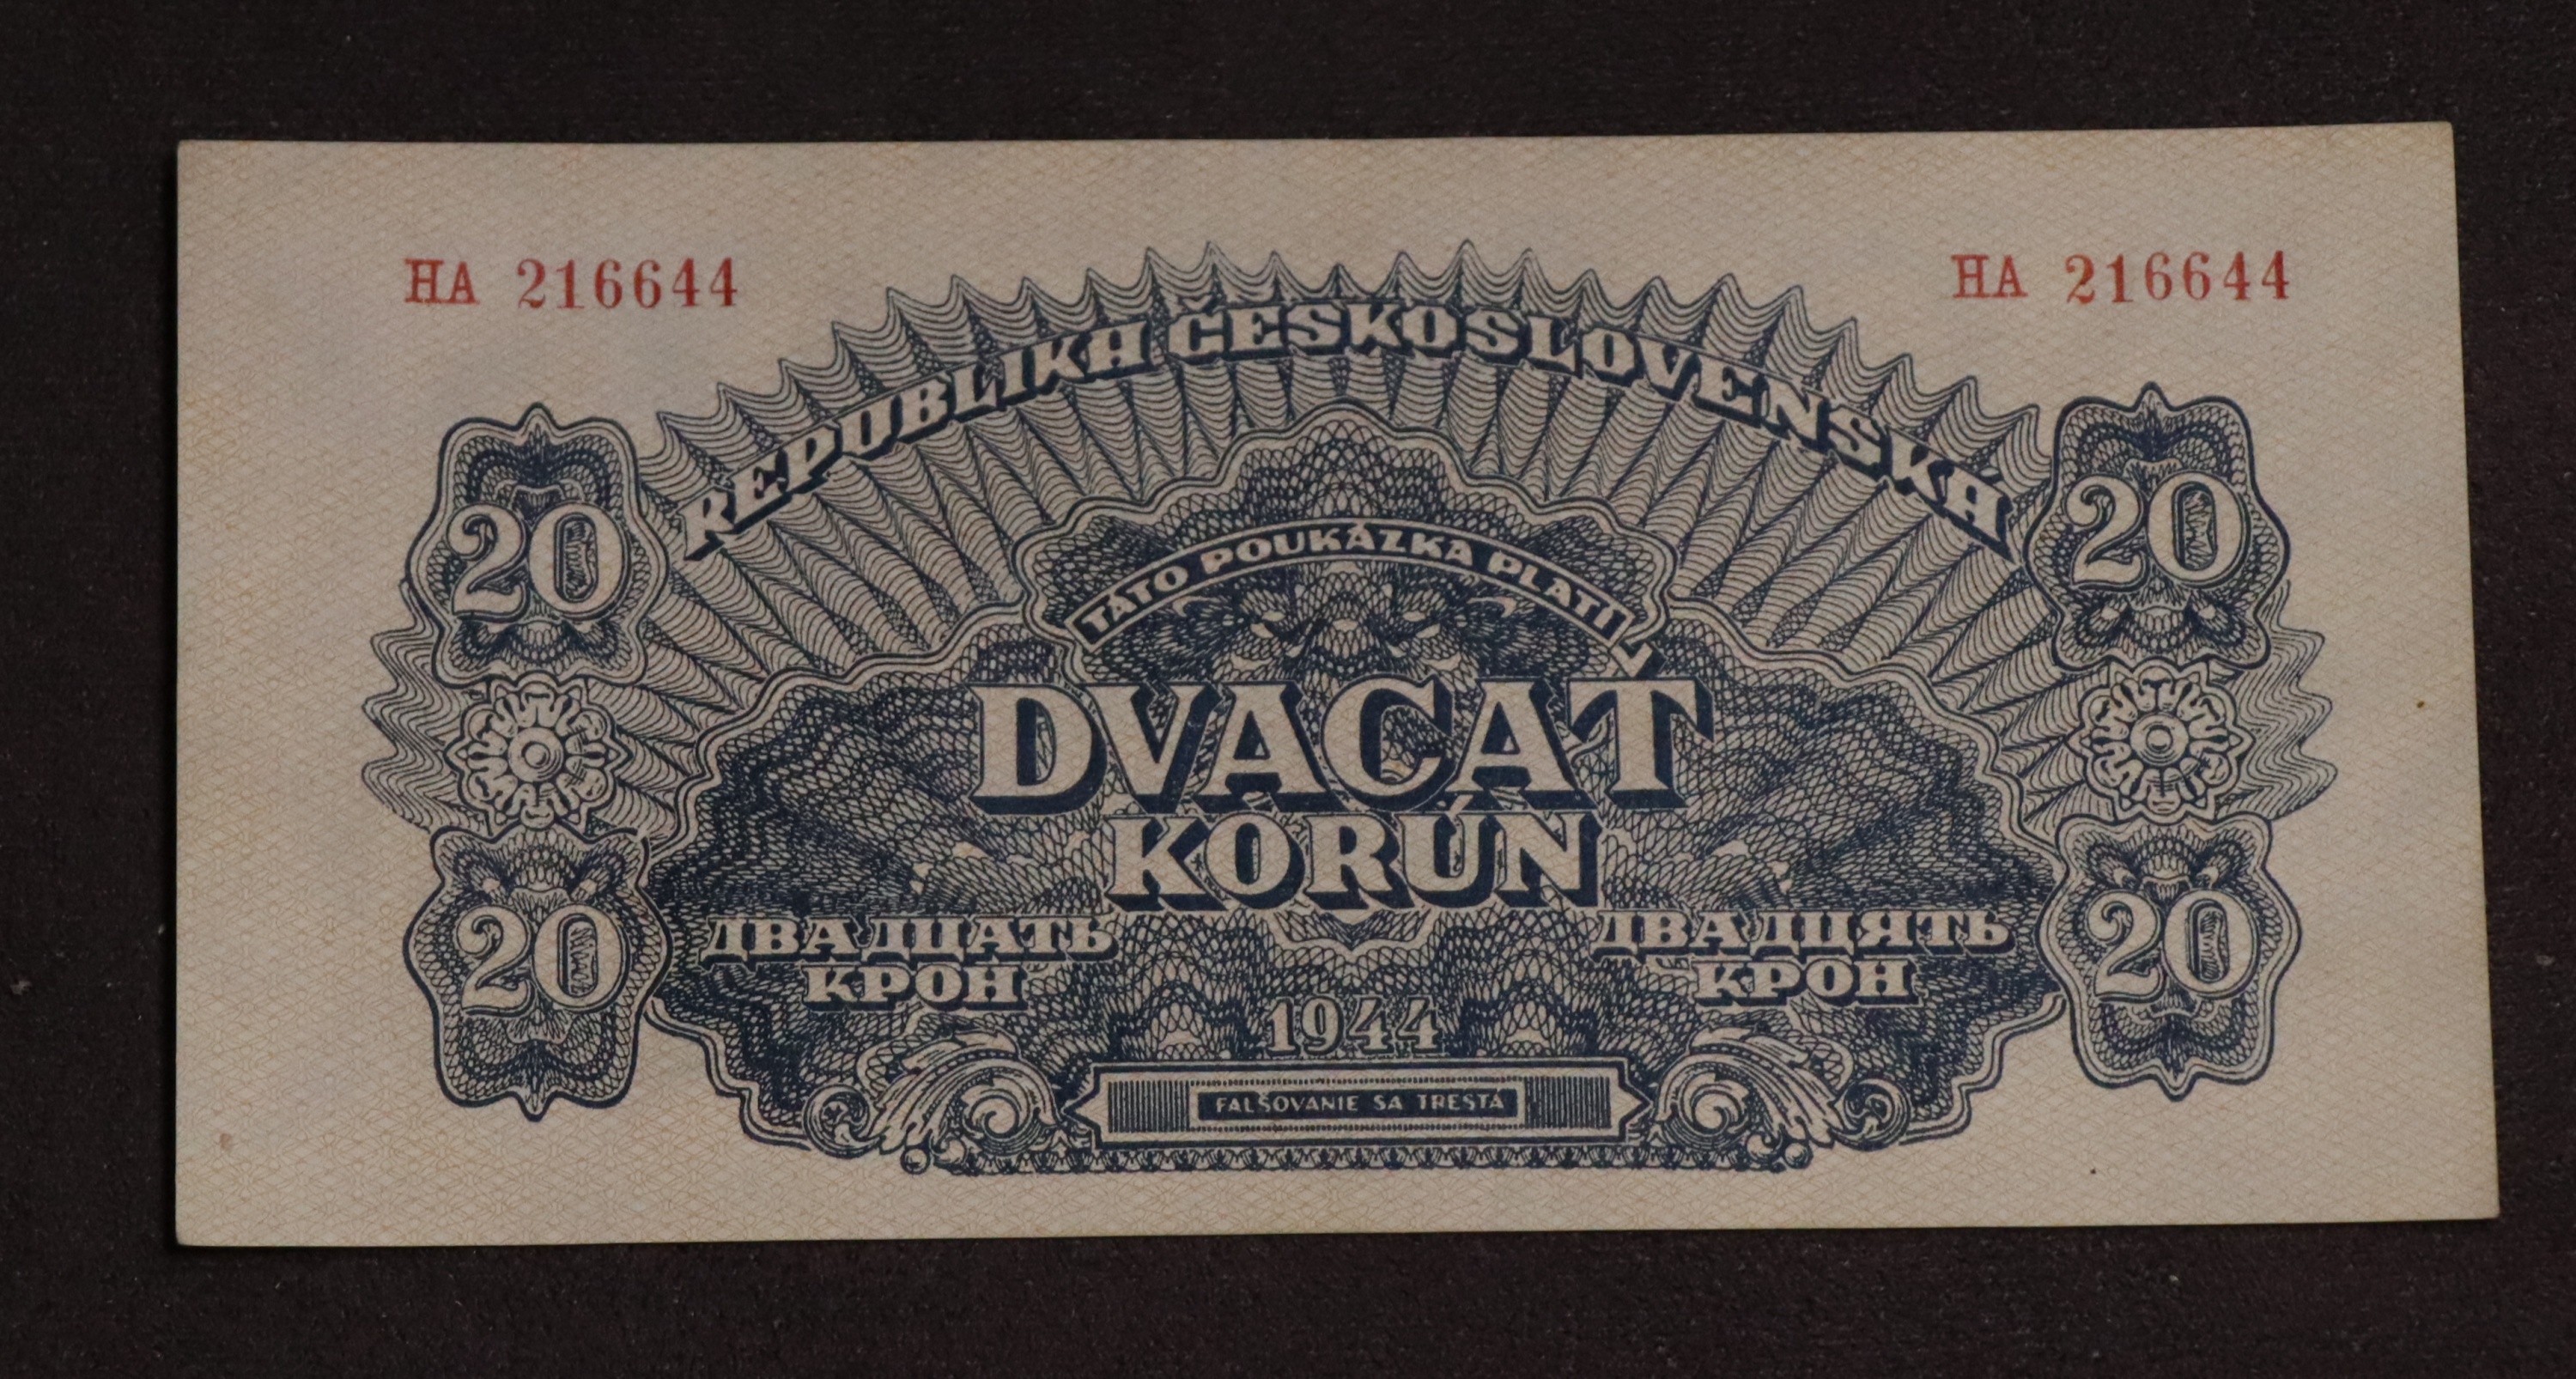 HA 216644
HA 216644
REPUBLIKA ČESKOSLOVENSKÁ
20
20
TÁTO POUKÁZKA PLATÍ
DVACAŤ
KORÚN
ДВАДЦАТЬ
КРОН
ДВАДЦЯТЬ
КРОН
20
20
1944
FALŠOVANIE SA TRESTÁ